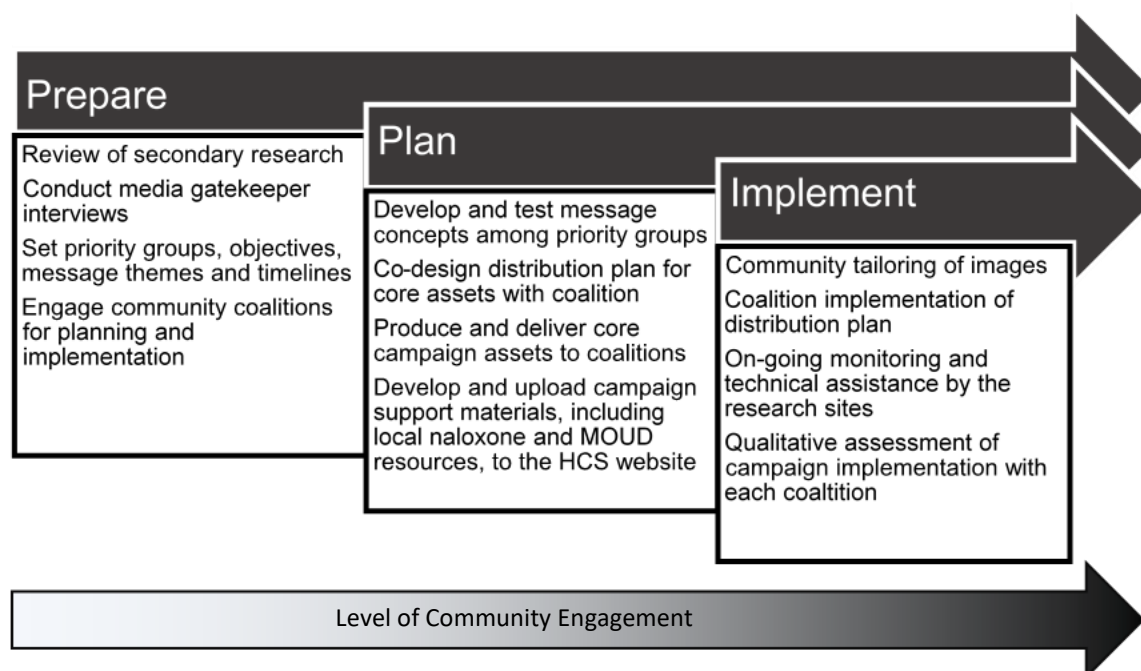 Prepare
Review of secondary research
Conduct media gatekeeper
interviews
Set priority groups, objectives,
message themes and timelines
Engage community coalitions
for planning and
implementation
Plan
Develop and test message
concepts among priority groups
Co-design distribution plan for
core assets with coalition
Produce and deliver core
campaign assets to coalitions
Develop and upload campaign
support materials, including
local naloxone and MOUD
resources, to the HCS website
Implement
Community tailoring of images
Coalition implementation of
distribution plan
On-going monitoring and
technical assistance by the
research sites
Qualitative assessment of
campaign implementation with
each coaltition
Level of Community Engagement